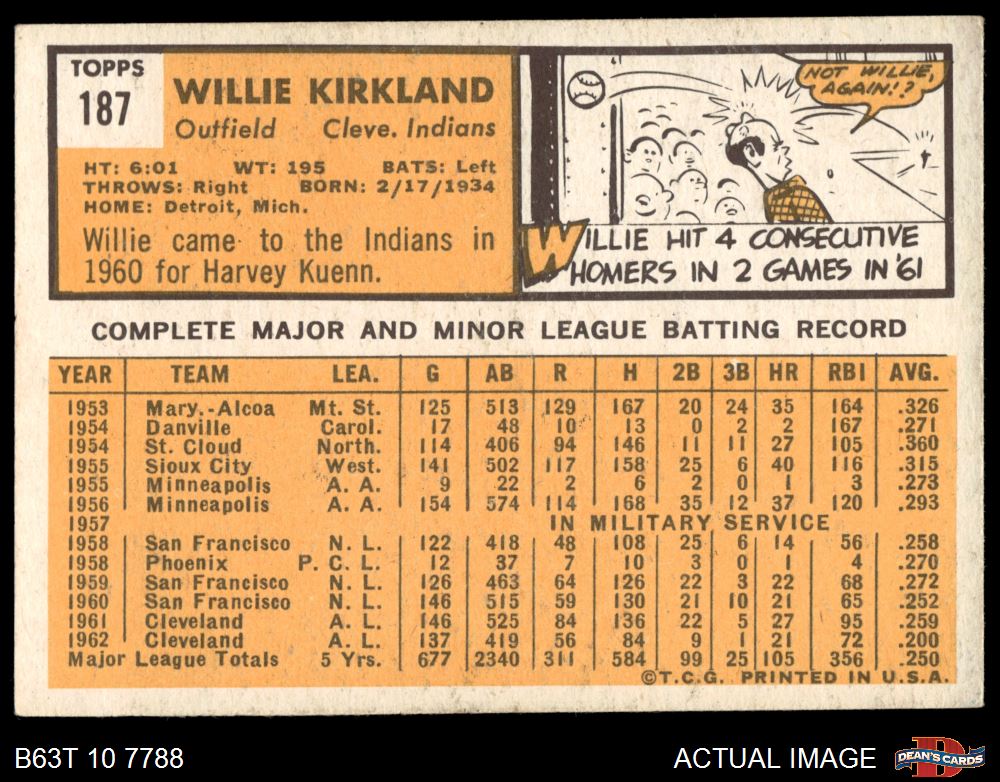 TOPPS
187
WILLIE KIRKLAND
Outfield Cleve. Indians
HT: 6:01 WT: 195 BATS: Left
THROWS: Right BORN: 2/17/1934
HOME: Detroit, Mich.
Willie came to the Indians in
1960 for Harvey Kuenn.
NOT WILLIE,
AGAIN!?
WILLIE HIT 4 CONSECUTIVE
HOMERS IN 2 GAMES IN '61
COMPLETE MAJOR AND MINOR LEAGUE BATTING RECORD
YEAR TEAM LEA. G AB R H 2B 3B HR RBI AVG.
1953 Mary.-Alcoa Mt. St. 125 513 129 167 20 24 35 164 .326
1954 Danville Carol. 17 48 10 13 0 2 2 167 .271
1954 St. Cloud North. 114 406 94 146 11 11 27 105 .360
1955 Sioux City West. 141 502 117 158 25 6 40 116 .315
1955 Minneapolis A. A. 9 22 2 6 2 0 1 3 .273
1956 Minneapolis A. A. 154 574 114 168 35 12 37 120 .293
1957 IN MILITARY SERVICE
1958 San Francisco N. L. 122 418 48 108 25 6 14 56 .258
1958 Phoenix P. C. L. 12 37 7 10 3 0 1 4 .270
1959 San Francisco N. L. 126 463 64 126 22 3 22 68 .272
1960 San Francisco N. L. 146 515 59 130 21 10 21 65 .252
1961 Cleveland A. L. 146 525 84 136 22 5 27 95 .259
1962 Cleveland A. L. 137 419 56 84 9 1 21 72 .200
Major League Totals 5 Yrs. 677 2340 311 584 99 25 105 356 .250
©T.C.G. PRINTED IN U.S.A.
B63T 10 7788 ACTUAL IMAGE
D
DEAN'S CARDS